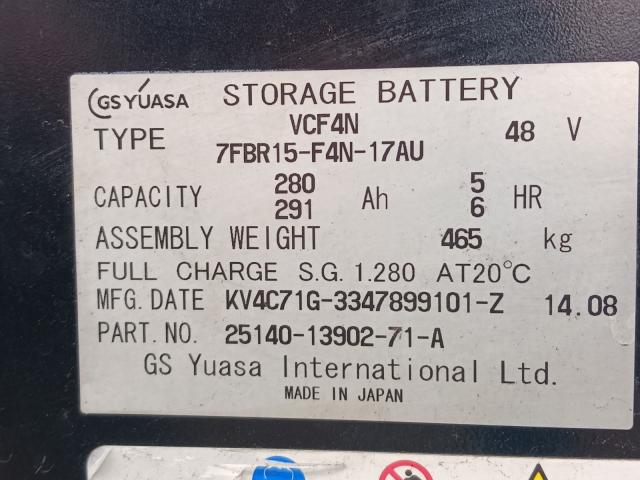 GS YUASA STORAGE BATTERY
TYPE VCF4N 48 V
7FBR15-F4N-17AU
CAPACITY 280 Ah 5 HR
291 6
ASSEMBLY WEIGHT 465 kg
FULL CHARGE S.G. 1.280 AT20℃
MFG. DATE KV4C71G-3347899101-Z 14.08
PART. NO. 25140-13902-71-A
GS Yuasa International Ltd.
MADE IN JAPAN